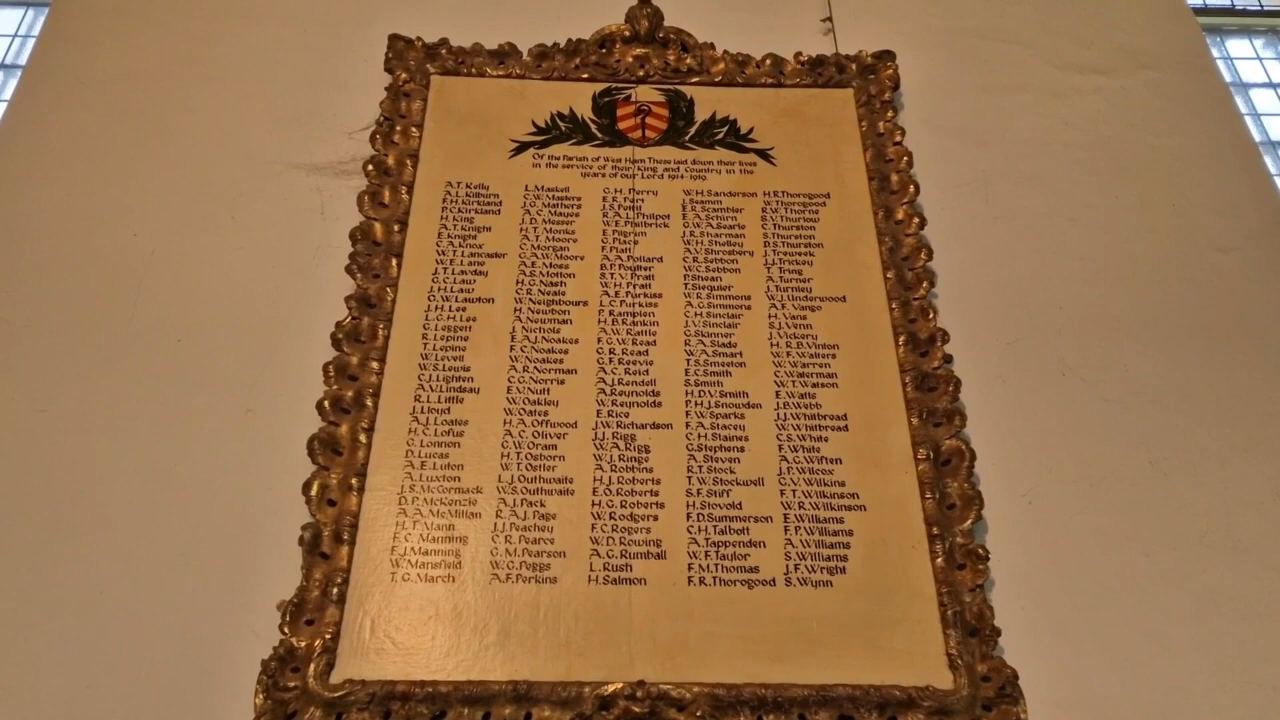 Of the Parish of West Ham These laid down their lives
in the service of their King and Country in the
years of our Lord 1914-1919.
A.T. Kelly
A.L. Kilburn
F.H. Kirkland
P.C. Kirkland
H. King
A.T. Knight
E. Knight
C.A. Knox
W.T. Lancaster
W.E. Lane
J.T. Lavday
G.C. Law
J.H. Law
G.W. Lawton
J.H. Lee
L.G.H. Lee
G. Leggett
R. Lepine
T. Lepine
W. Levell
W.S. Lewis
C.J. Lighten
A.V. Lindsay
R.L. Little
J. Lloyd
A.J. Loates
H.C. Lofus
G. Lonnon
D. Lucas
A.E. Luton
A. Luxton
J.S. McCormack
D.P. McKenzie
A.A. McMillan
H.T. Mann
F.C. Manning
E.J. Manning
W. Mansfield
T.G. March
L. Maskell
C.W. Masters
J.G. Mathers
A.C. Mayes
J.D. Messer
H.T. Monks
A.T. Moore
C. Morgan
G.A.W. Moore
A.E. Moss
A.S. Motton
H.G. Nash
C.R. Neale
W. Neighbours
H. Newbon
A. Newman
J. Nichols
E.A.J. Noakes
F.C. Noakes
W. Noakes
A.R. Norman
C.G. Norris
E.V. Nutt
W. Oakley
W. Oates
H.A. Offwood
A.C. Oliver
G.W. Oram
H.T. Osborn
W.T. Ostler
L.J. Outhwaite
W.S. Outhwaite
A.J. Pack
R.A.J. Page
J.J. Peachey
C.R. Pearce
G.M. Pearson
W.G. Peggs
A.F. Perkins
G.H. Perry
E.R. Pert
J.S. Pettit
R.A.L. Philpot
W.E. Philbrick
E. Pilgrim
G. Place
F. Platt
A.A. Pollard
B.P. Poulter
S.T.V. Pratt
W.H. Pratt
A.E. Purkiss
L.C. Purkiss
P. Ramplen
H.B. Rankin
A.W. Rattle
F.G.W. Read
G.R. Read
G.F. Reevie
A.C. Reid
A.J. Rendell
A. Reynolds
W. Reynolds
E. Rice
J.W. Richardson
J.J. Rigg
W.A. Rigg
W.J. Ringe
A. Robbins
H.J. Roberts
E.O. Roberts
H.G. Roberts
W. Rodgers
F.C. Rogers
W.D. Rowing
A.G. Rumball
L. Rush
H. Salmon
W.H. Sanderson
J. Seamm
E.R. Scambler
E.A. Schirn
G.W.A. Searle
J.R. Sharman
W.H. Shelley
A.V. Shrosbery
C.R. Sebbon
W.C. Sebbon
P. Shean
T. Sieguier
W.R. Simmons
A.G. Simmons
C.H. Sinclair
J.V. Sinclair
G. Skinner
R.A. Slade
W.A. Smart
T.S. Smeeton
E.C. Smith
S. Smith
H.D.V. Smith
P.H.J. Snowden
F.W. Sparks
F.A. Stacey
C.H. Staines
G. Stephens
A. Steven
R.T. Stock
T.W. Stockwell
S.F. Stiff
H. Stovold
F.D. Summerson
C.H. Talbott
A. Tappenden
W.F. Taylor
F.M. Thomas
F.R. Thorogood
H.R. Thorogood
W. Thorogood
R.W. Thorne
S.V. Thurlow
C. Thurston
S. Thurston
D.S. Thurston
J. Treweek
J.J. Trickey
T. Tring
A. Turner
J. Turnley
W.J. Underwood
A.F. Vango
H. Vans
S.J. Venn
J. Vickery
H.R.B. Vinton
W.F. Walters
W. Warren
C. Waterman
W.T. Watson
E. Watts
J.B. Webb
J.J. Whitbread
W. Whitbread
C.S. White
F. White
A.G. Wiften
J.P. Wilcox
G.V. Wilkins
F.T. Wilkinson
W.R. Wilkinson
E. Williams
F.P. Williams
A. Williams
S. Williams
J.F. Wright
S. Wynn